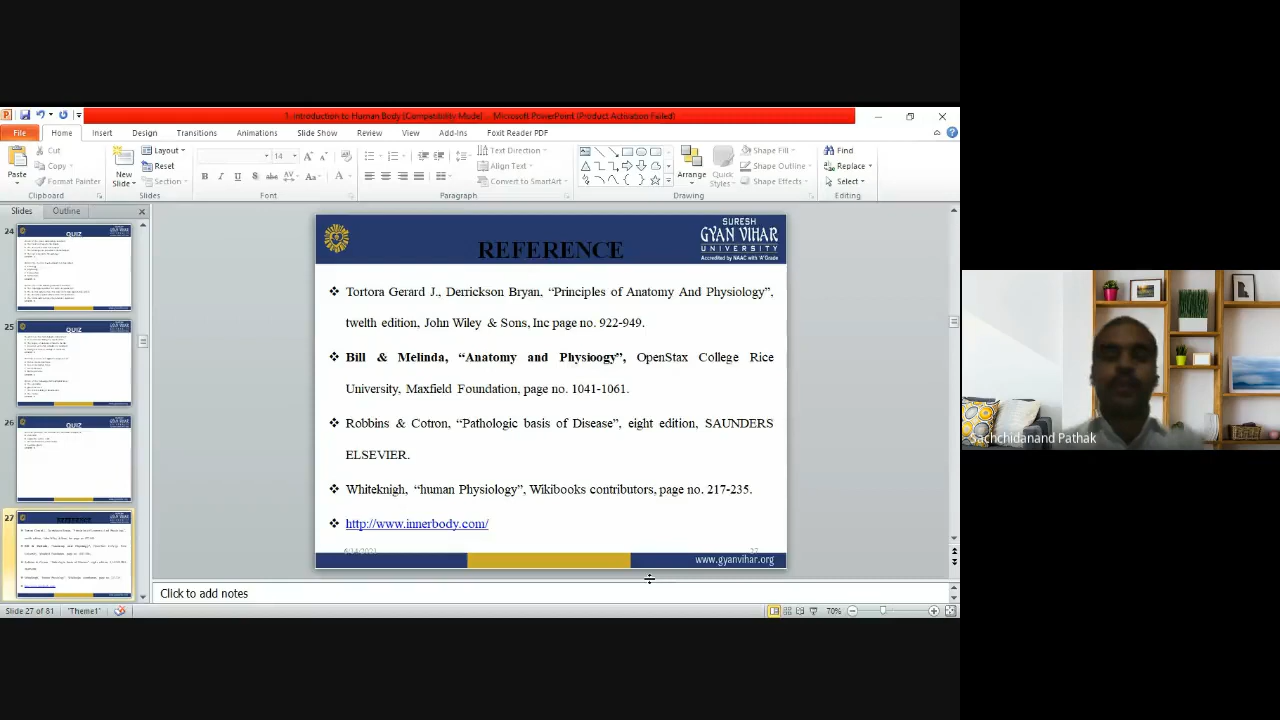 1. Introduction to Human Body [Compatibility Mode] - Microsoft PowerPoint (Product Activation Failed)
File Home Insert Design Transitions Animations Slide Show Review View Add-Ins Foxit Reader PDF
Cut
Copy
Format Painter
Paste
Clipboard
New Slide
Layout
Reset
Section
Slides
14
Font
Text Direction
Align Text
Convert to SmartArt
Paragraph
Arrange
Quick Styles
Shape Fill
Shape Outline
Shape Effects
Drawing
Find
Replace
Select
Editing
Slides Outline
24
QUIZ
25
QUIZ
26
27
SURESH
GYAN VIHAR
UNIVERSITY
Accredited by NAAC with 'A' Grade
FERENCE
❖ Tortora Gerard J, Derrickson Bryan, “Principles of Anatomy And Physiology”,
twelth edition, John Wiley & Sons, Inc page no. 922-949.
❖ Bill & Melinda, “Anatomy and Physioogy”, OpenStax College Rice
University, Maxfield Foundation, page no. 1041-1061.
❖ Robbins & Cotron, “Pathologic basis of Disease”, eight edition, SAUNDERS
ELSEVIER.
❖ Whiteknigh, “human Physiology”, Wikibooks contributors, page no. 217-235.
❖ http://www.innerbody.com/
27
www.gyanvihar.org
Click to add notes
Slide 27 of 81 "Theme1" 70%
Sachchidanand Pathak